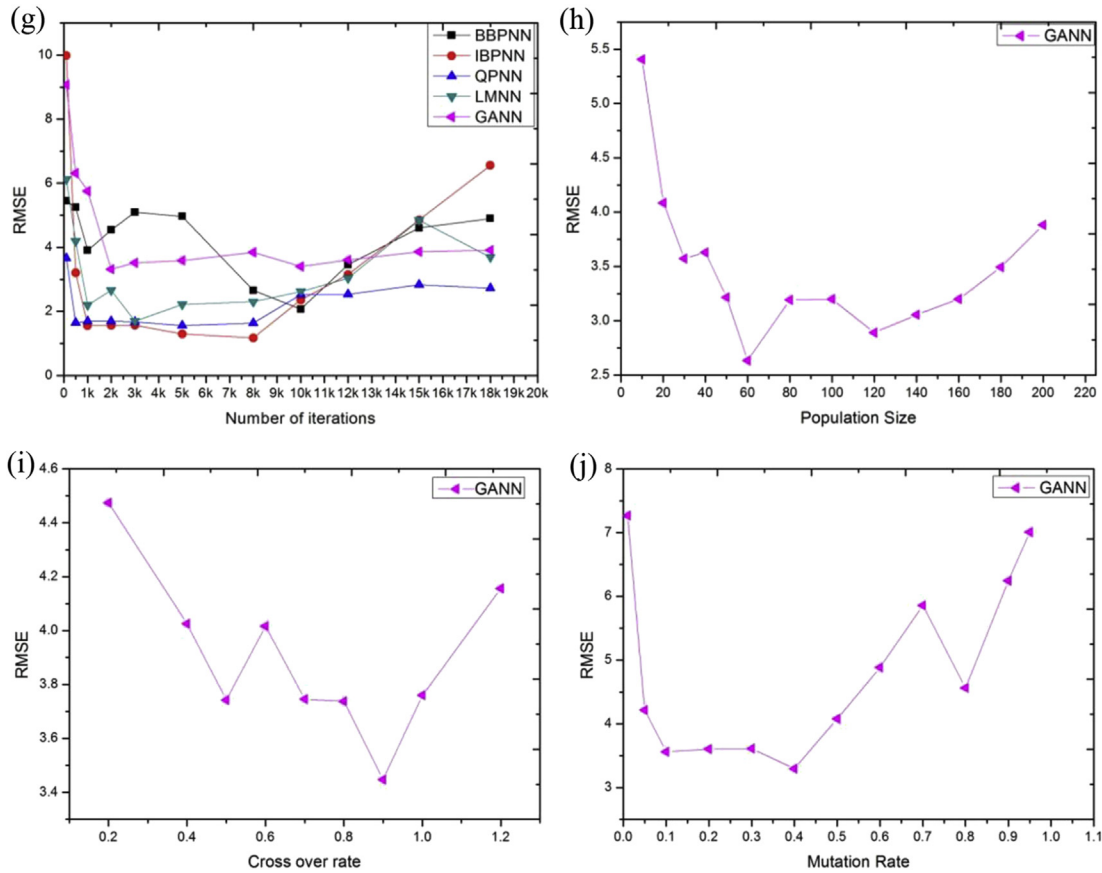 (g)
BBPNN
IBPNN
QPNN
LMNN
GANN
10
8
6
4
2
0
RMSE
0 1k 2k 3k 4k 5k 6k 7k 8k 9k 10k 11k 12k 13k 14k 15k 16k 17k 18k 19k 20k
Number of iterations
(h)
GANN
5.5
5.0
4.5
4.0
3.5
3.0
2.5
RMSE
0 20 40 60 80 100 120 140 160 180 200 220
Population Size
(i)
GANN
4.6
4.4
4.2
4.0
3.8
3.6
3.4
RMSE
0.2 0.4 0.6 0.8 1.0 1.2
Cross over rate
(j)
GANN
8
7
6
5
4
3
RMSE
0.0 0.1 0.2 0.3 0.4 0.5 0.6 0.7 0.8 0.9 1.0 1.1
Mutation Rate